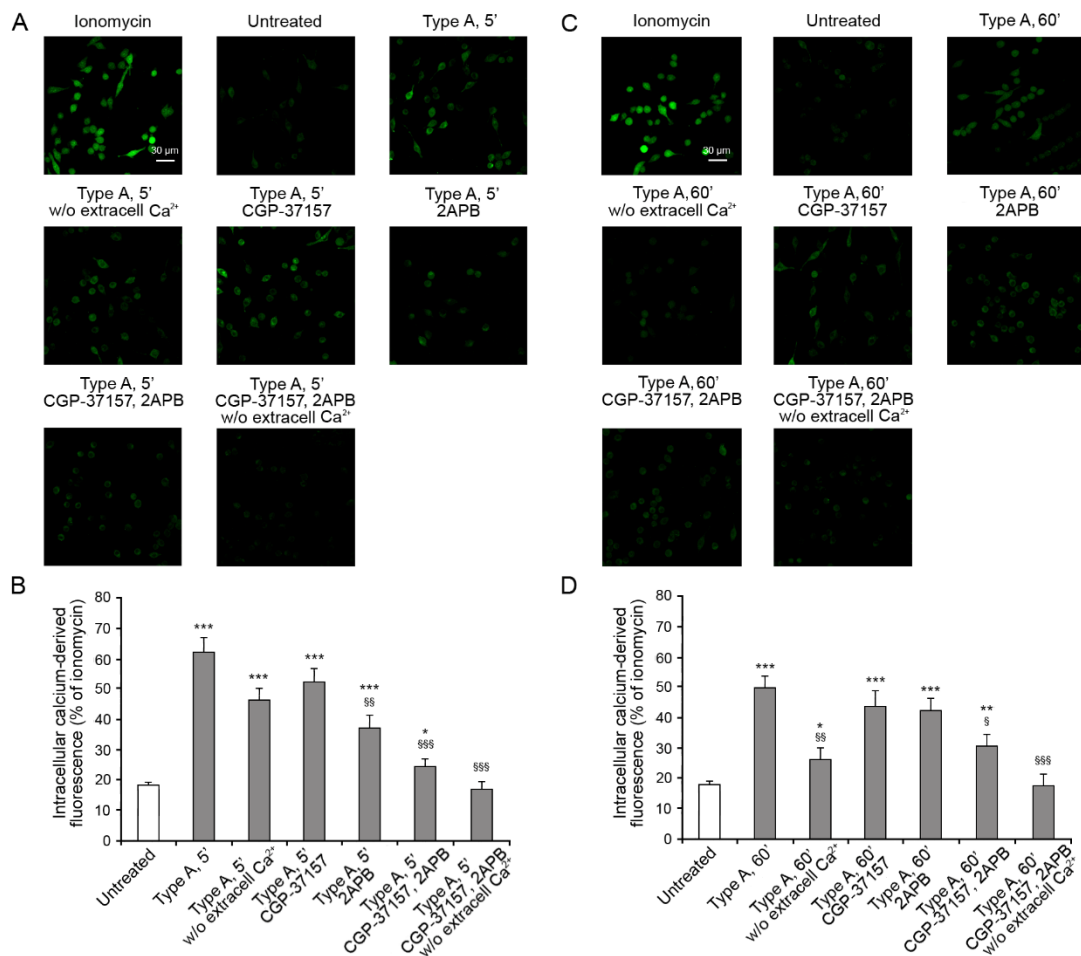 A
Ionomycin
Untreated
Type A, 5’
30 µm
Type A, 5’
w/o extracell Ca²⁺
Type A, 5’
CGP-37157
Type A, 5’
2APB
Type A, 5’
CGP-37157, 2APB
Type A, 5’
CGP-37157, 2APB
w/o extracell Ca²⁺
C
Ionomycin
Untreated
Type A, 60’
30 µm
Type A, 60’
w/o extracell Ca²⁺
Type A, 60’
CGP-37157
Type A, 60’
2APB
Type A, 60’
CGP-37157, 2APB
Type A, 60’
CGP-37157, 2APB
w/o extracell Ca²⁺
B
Intracellular calcium-derived
fluorescence (% of ionomycin)
80
70
60
50
40
30
20
10
0
***
***
***
***
§§
*
§§§
§§§
Untreated
Type A, 5’
Type A, 5’
w/o extracell Ca²⁺
Type A, 5’
CGP-37157
Type A, 5’
2APB
Type A, 5’
CGP-37157, 2APB
Type A, 5’
CGP-37157, 2APB
w/o extracell Ca²⁺
D
Intracellular calcium-derived
fluorescence (% of ionomycin)
80
70
60
50
40
30
20
10
0
***
*
§§
***
***
**
§
§§§
Untreated
Type A, 60’
Type A, 60’
w/o extracell Ca²⁺
Type A, 60’
CGP-37157
Type A, 60’
2APB
Type A, 60’
CGP-37157, 2APB
Type A, 60’
CGP-37157, 2APB
w/o extracell Ca²⁺